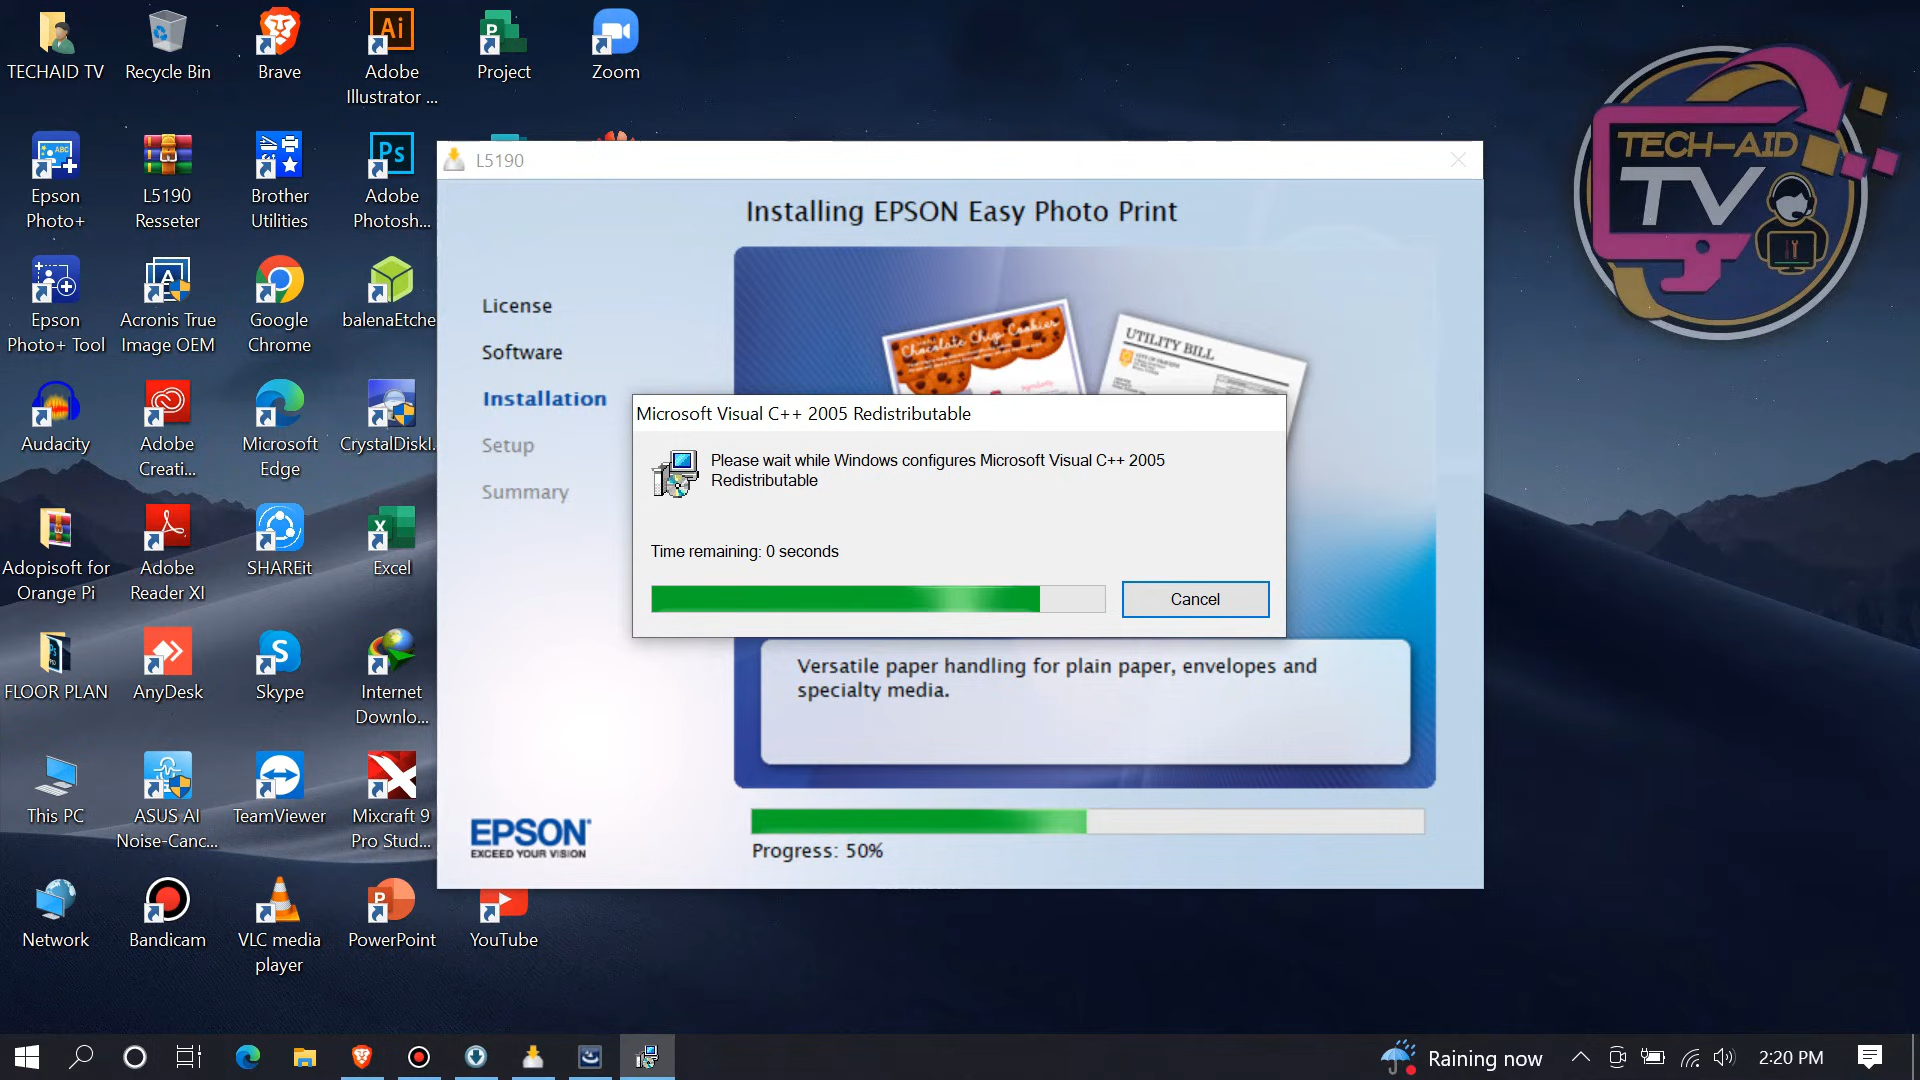 TECHAID TV
Recycle Bin
Brave
Adobe
Illustrator ...
Project
Zoom
Epson
Photo+
L5190
Resseter
Brother
Utilities
Adobe
Photosh...
Epson
Photo+ Tool
Acronis True
Image OEM
Google
Chrome
balenaEtche
Audacity
Adobe
Creati...
Microsoft
Edge
CrystalDiskI.
Adopisoft for
Orange Pi
Adobe
Reader XI
SHAREit
Excel
FLOOR PLAN
AnyDesk
Skype
Internet
Downlo...
This PC
ASUS AI
Noise-Canc...
TeamViewer
Mixcraft 9
Pro Stud...
Network
Bandicam
VLC media
player
PowerPoint
YouTube
TECH-AID
TV
L5190
Installing EPSON Easy Photo Print
License
Software
Installation
Setup
Summary
Chocolate Chip Cookies
UTILITY BILL
Microsoft Visual C++ 2005 Redistributable
Please wait while Windows configures Microsoft Visual C++ 2005
Redistributable
Time remaining: 0 seconds
Cancel
Versatile paper handling for plain paper, envelopes and
specialty media.
EPSON
EXCEED YOUR VISION
Progress: 50%
Raining now
2:20 PM